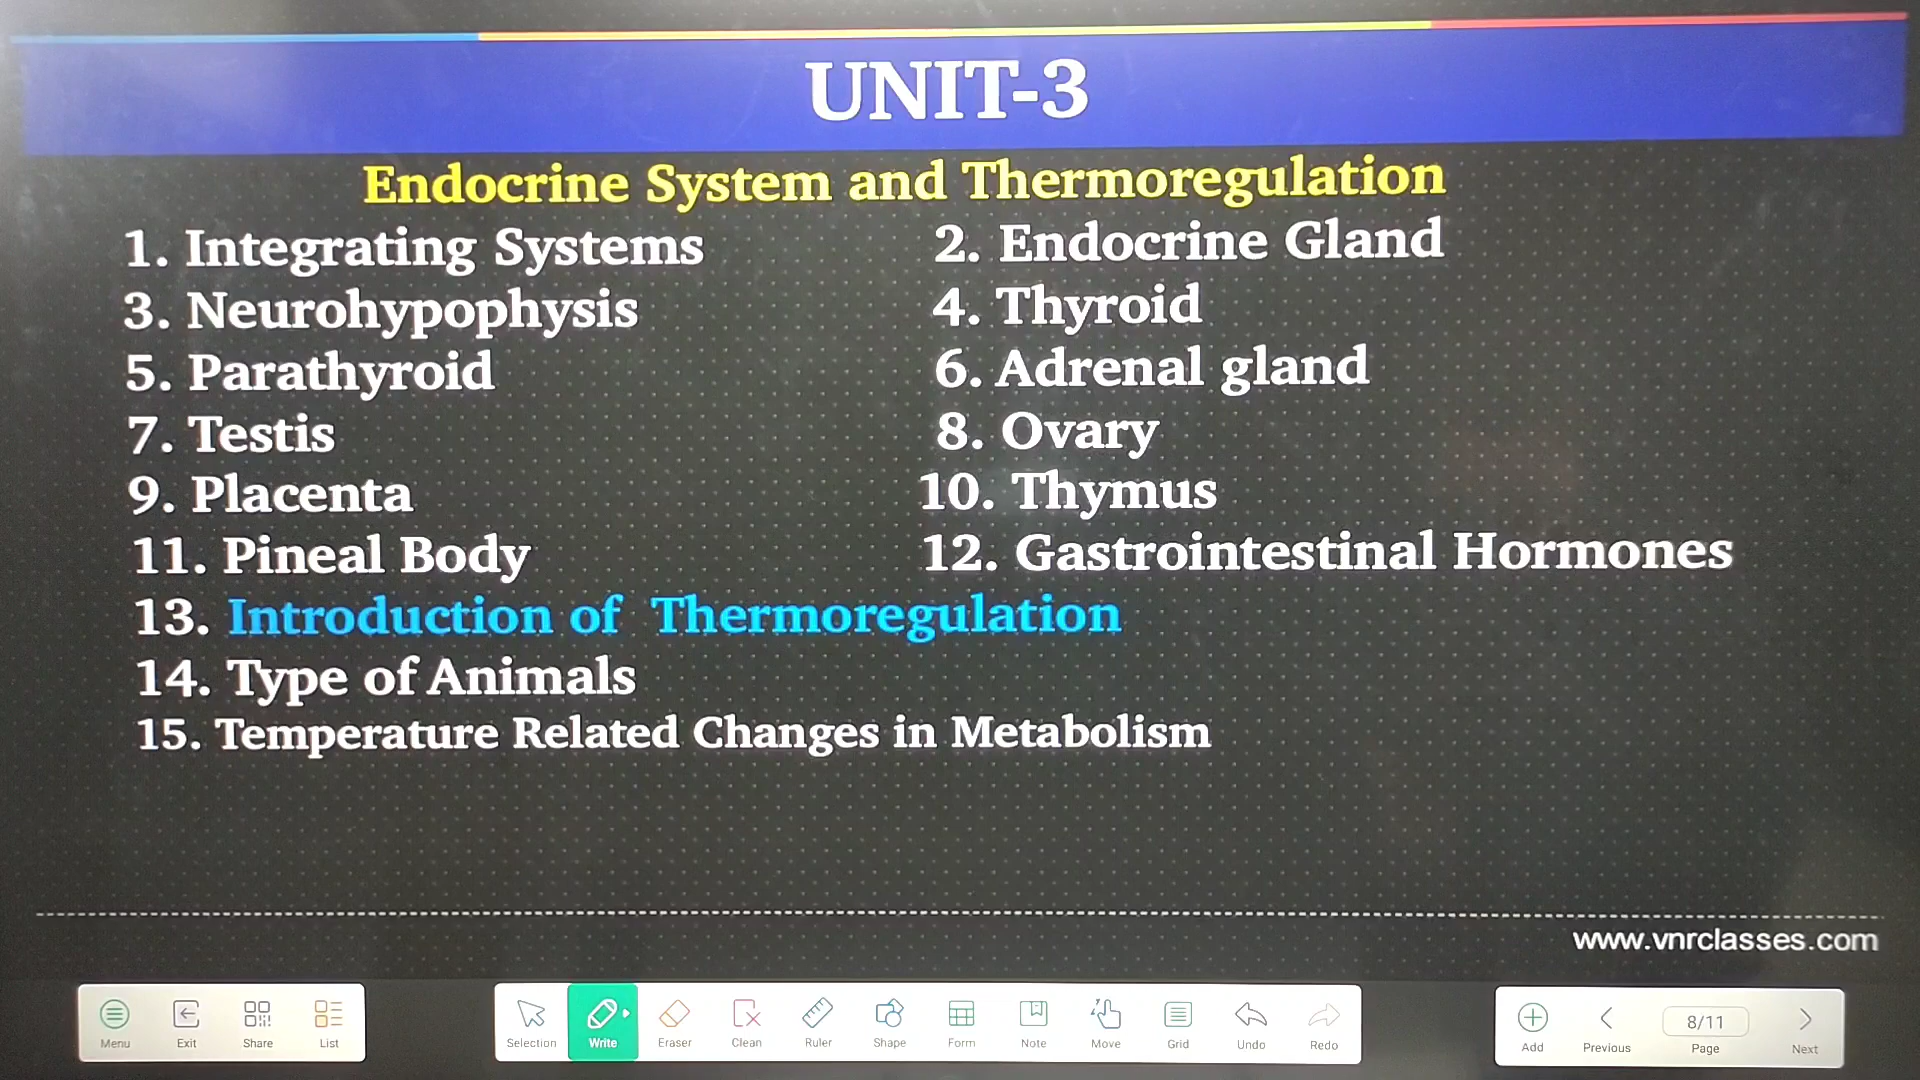 UNIT-3
Endocrine System and Thermoregulation
1. Integrating Systems
2. Endocrine Gland
3. Neurohypophysis
4. Thyroid
5. Parathyroid
6. Adrenal gland
7. Testis
8. Ovary
9. Placenta
10. Thymus
11. Pineal Body
12. Gastrointestinal Hormones
13. Introduction of Thermoregulation
14. Type of Animals
15. Temperature Related Changes in Metabolism
www.vnrclasses.com
Menu Exit Share List Selection Write Eraser Clean Ruler Shape Form Note Move Grid Undo Redo Add Previous 8/11 Page Next